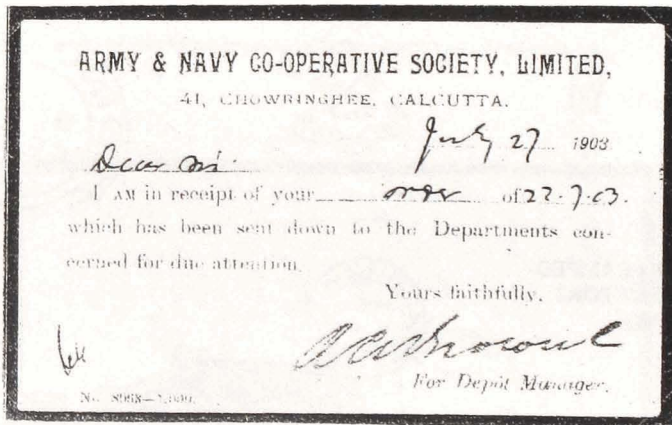 ARMY & NAVY CO-OPERATIVE SOCIETY, LIMITED,
41, CHOWRINGHEE, CALCUTTA.
July 27 1903
Dear Sir
I AM in receipt of your order of 22.7.03.
which has been sent down to the Departments con-
cerned for due attention.
Yours faithfully,
For Depôt Manager.